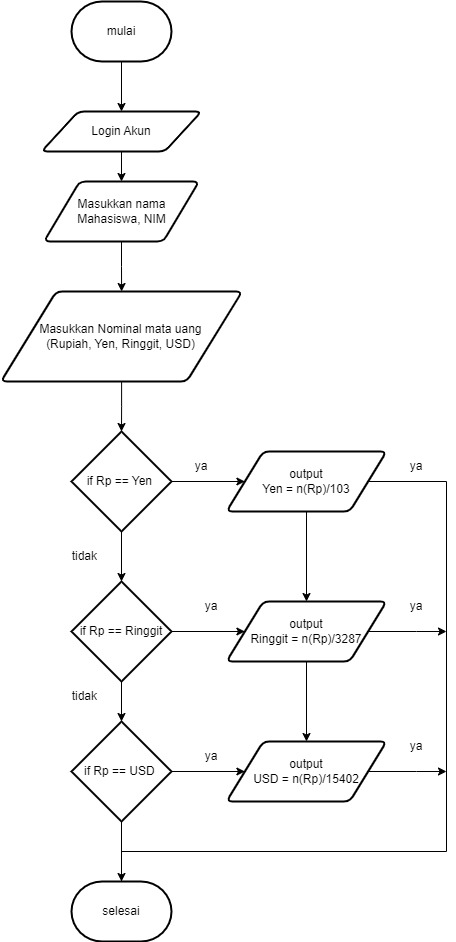 mulai
Login Akun
Masukkan nama
Mahasiswa, NIM
Masukkan Nominal mata uang
(Rupiah, Yen, Ringgit, USD)
if Rp == Yen
ya
output
Yen = n(Rp)/103
ya
tidak
if Rp == Ringgit
ya
output
Ringgit = n(Rp)/3287
ya
tidak
if Rp == USD
ya
output
USD = n(Rp)/15402
ya
selesai